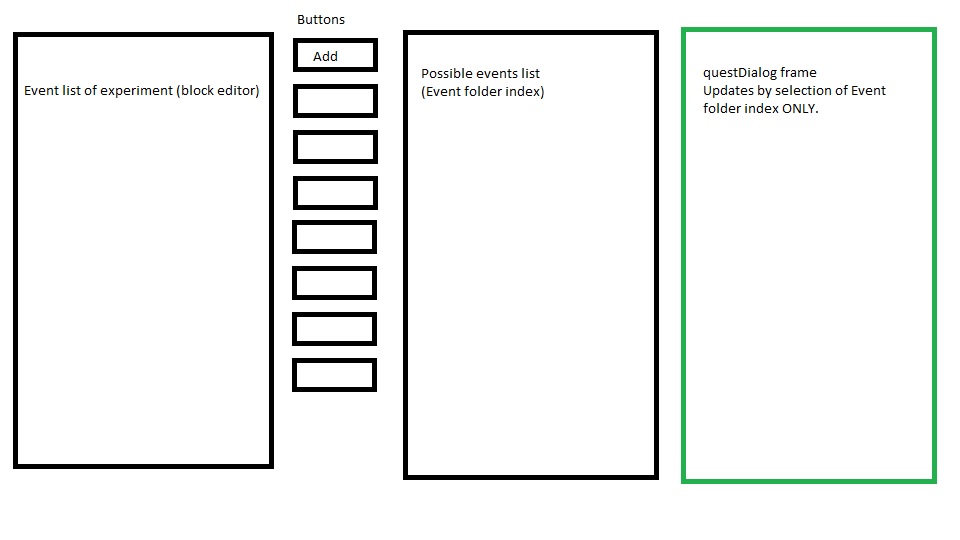 Buttons
Add
Event list of experiment (block editor)
Possible events list
(Event folder index)
questDialog frame
Updates by selection of Event
folder index ONLY.